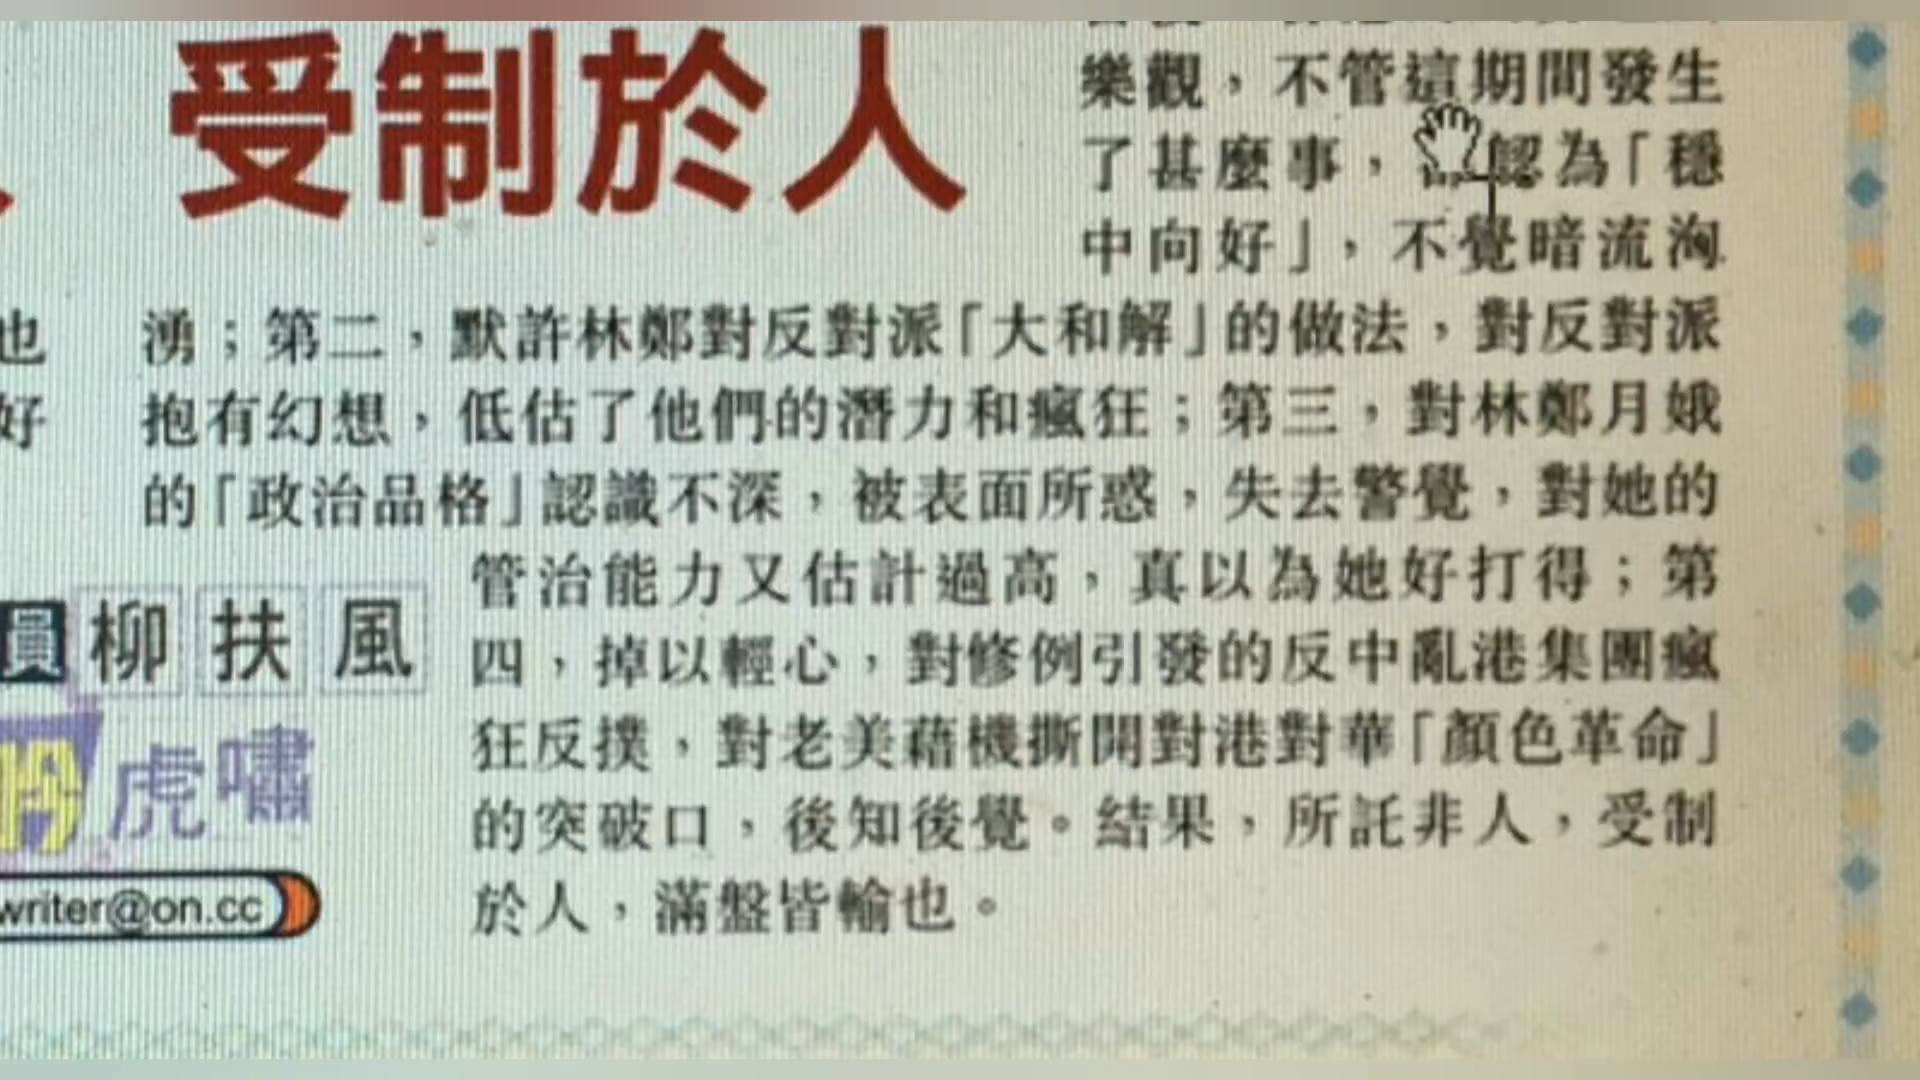 受制於人
樂觀，不管這期間發生
了甚麼事，認為「穩
中向好」，不覺暗流洶
湧；第二，默許林鄭對反對派「大和解」的做法，對反對派
抱有幻想，低估了他們的潛力和瘋狂；第三，對林鄭月娥
的「政治品格」認識不深，被表面所惑，失去警覺，對她的
管治能力又估計過高，真以為她好打得；第
四，掉以輕心，對修例引發的反中亂港集團瘋
狂反撲，對老美藉機撕開對港對華「顏色革命」
的突破口，後知後覺。結果，所託非人，受制
於人，滿盤皆輸也。
也
好
員 柳扶風
吟虎嘯
writer@on.cc